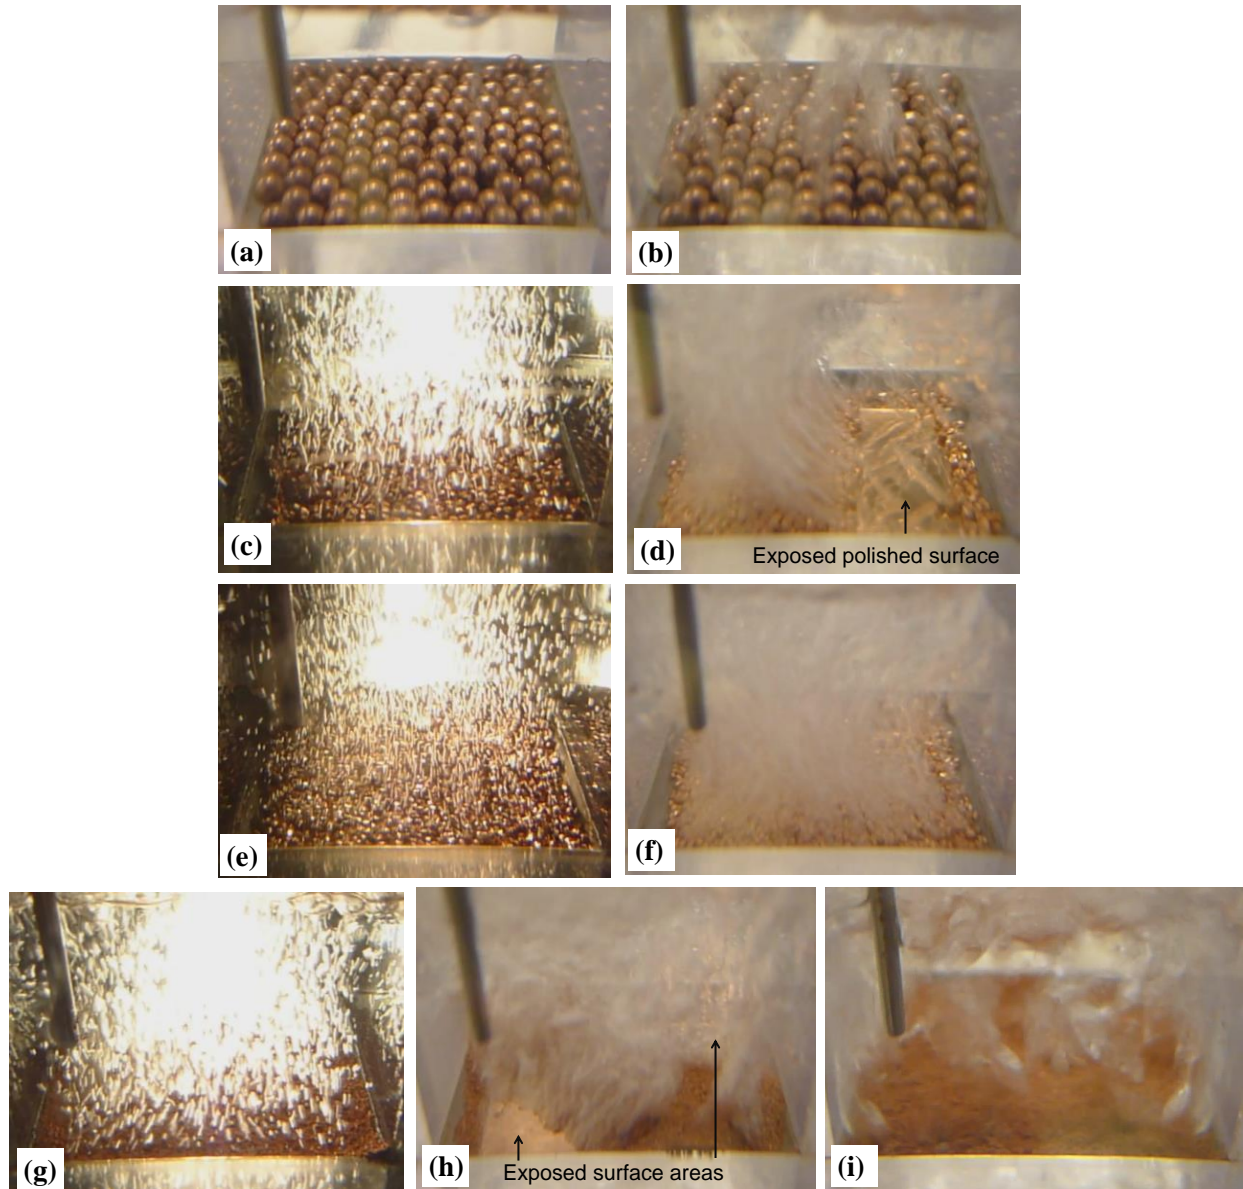 (a)
(b)
(c)
(d)
Exposed polished surface
(e)
(f)
(g)
(h)
Exposed surface areas
(i)